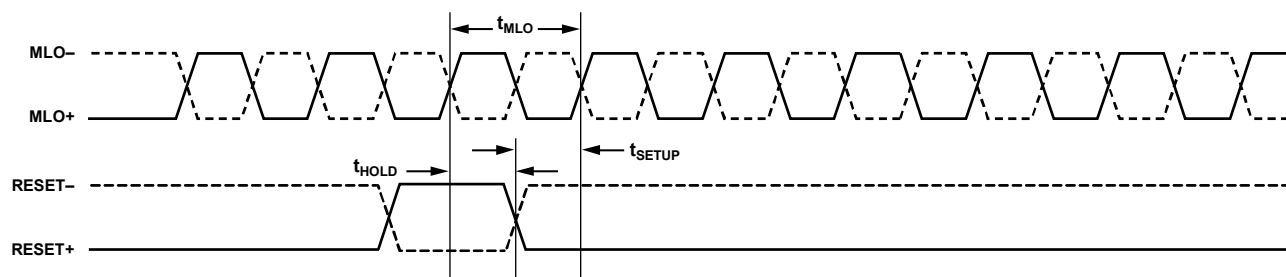 tMLO
MLO–
MLO+
tSETUP
tHOLD
RESET–
RESET+